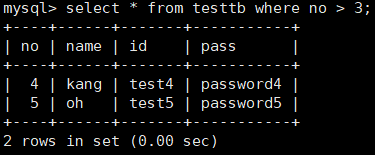 mysql> select * from testtb where no > 3;
+----+------+-------+-----------+
| no | name | id    | pass      |
+----+------+-------+-----------+
|  4 | kang | test4 | password4 |
|  5 | oh   | test5 | password5 |
+----+------+-------+-----------+
2 rows in set (0.00 sec)